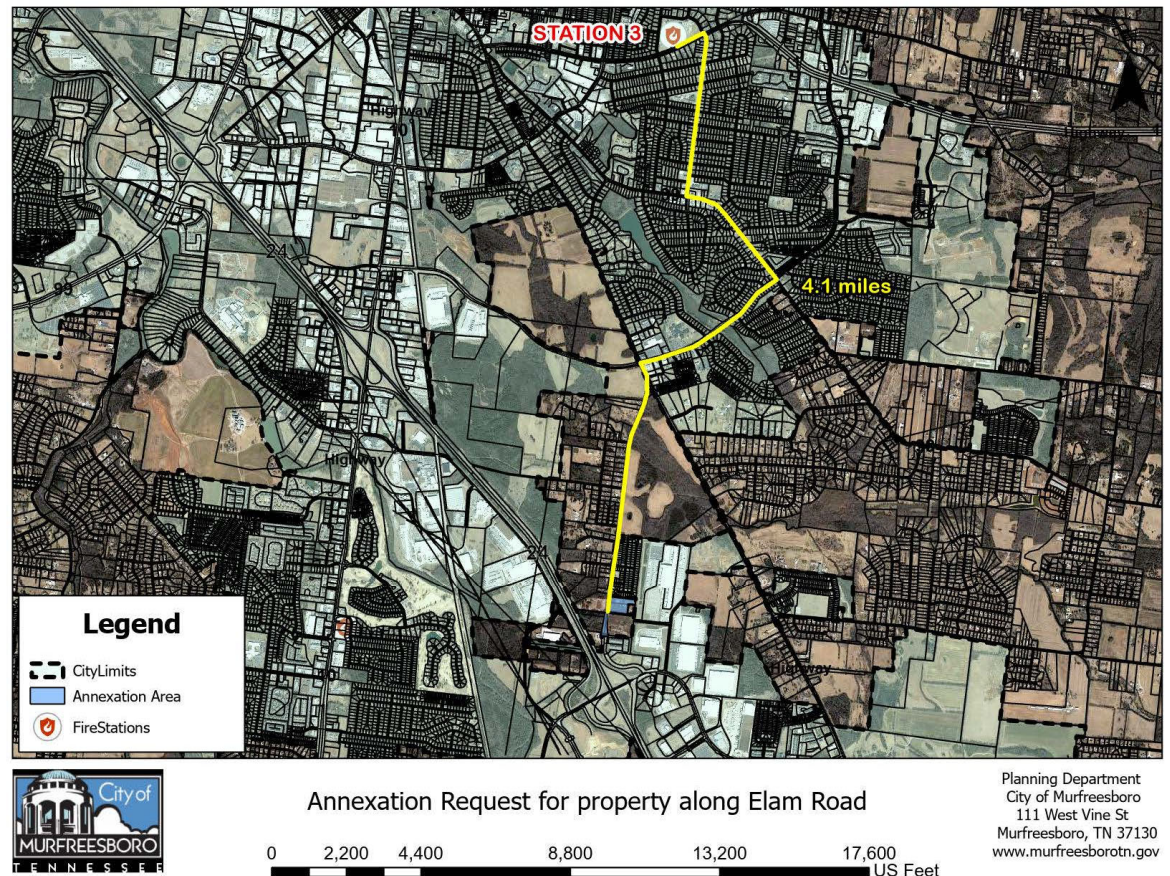 STATION 3
Highway
24
99
4.1 miles
Highway
24
Highway
Legend
CityLimits
Annexation Area
FireStations
City of
MURFREESBORO
TENNESSEE
Annexation Request for property along Elam Road
0 2,200 4,400 8,800 13,200 17,600
US Feet
Planning Department
City of Murfreesboro
111 West Vine St
Murfreesboro, TN 37130
www.murfreesborotn.gov